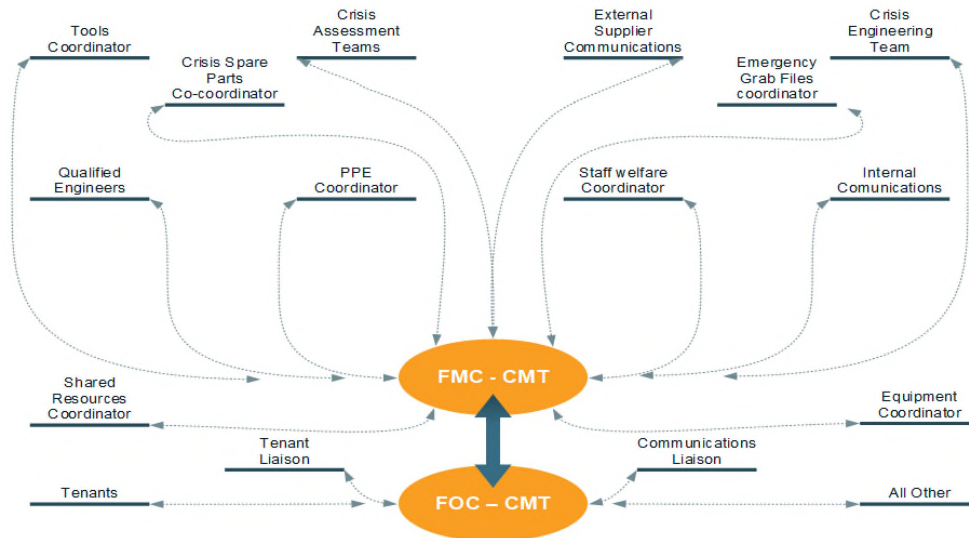 Tools
Coordinator
Crisis
Assessment
Teams
External
Supplier
Communications
Crisis
Engineering
Team
Crisis Spare
Parts
Co-coordinator
Emergency
Grab Files
coordinator
Qualified
Engineers
PPE
Coordinator
Staff welfare
Coordinator
Internal
Comunications
FMC - CMT
Shared
Resources
Coordinator
Equipment
Coordinator
Tenant
Liaison
Communications
Liaison
Tenants
FOC – CMT
All Other